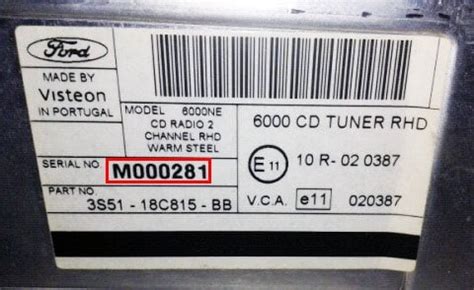 Ford
MADE BY
Visteon
IN PORTUGAL
MODEL 6000NE
CD RADIO 2
CHANNEL RHD
WARM STEEL
SERIAL NO. M000281
PART NO.
3S51 - 18C815 - BB
6000 CD TUNER RHD
E11 10 R- 02 0387
V.C.A. e11 020387